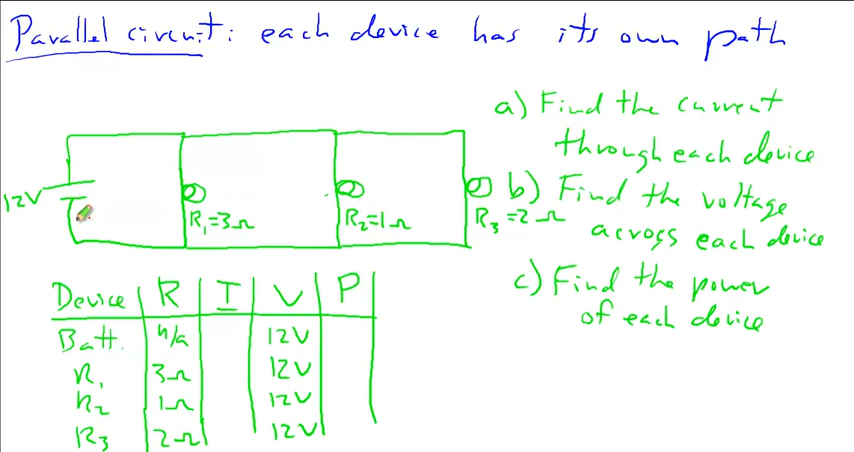 Parallel circuit: each device has its own path
a) Find the current
through each device
12V
R₁=3Ω
R₂=1Ω
R₃=2Ω
b) Find the voltage
across each device
c) Find the power
of each device
Device R I V P
Batt. n/a 12V
R₁ 3Ω 12V
R₂ 1Ω 12V
R₃ 2Ω 12V